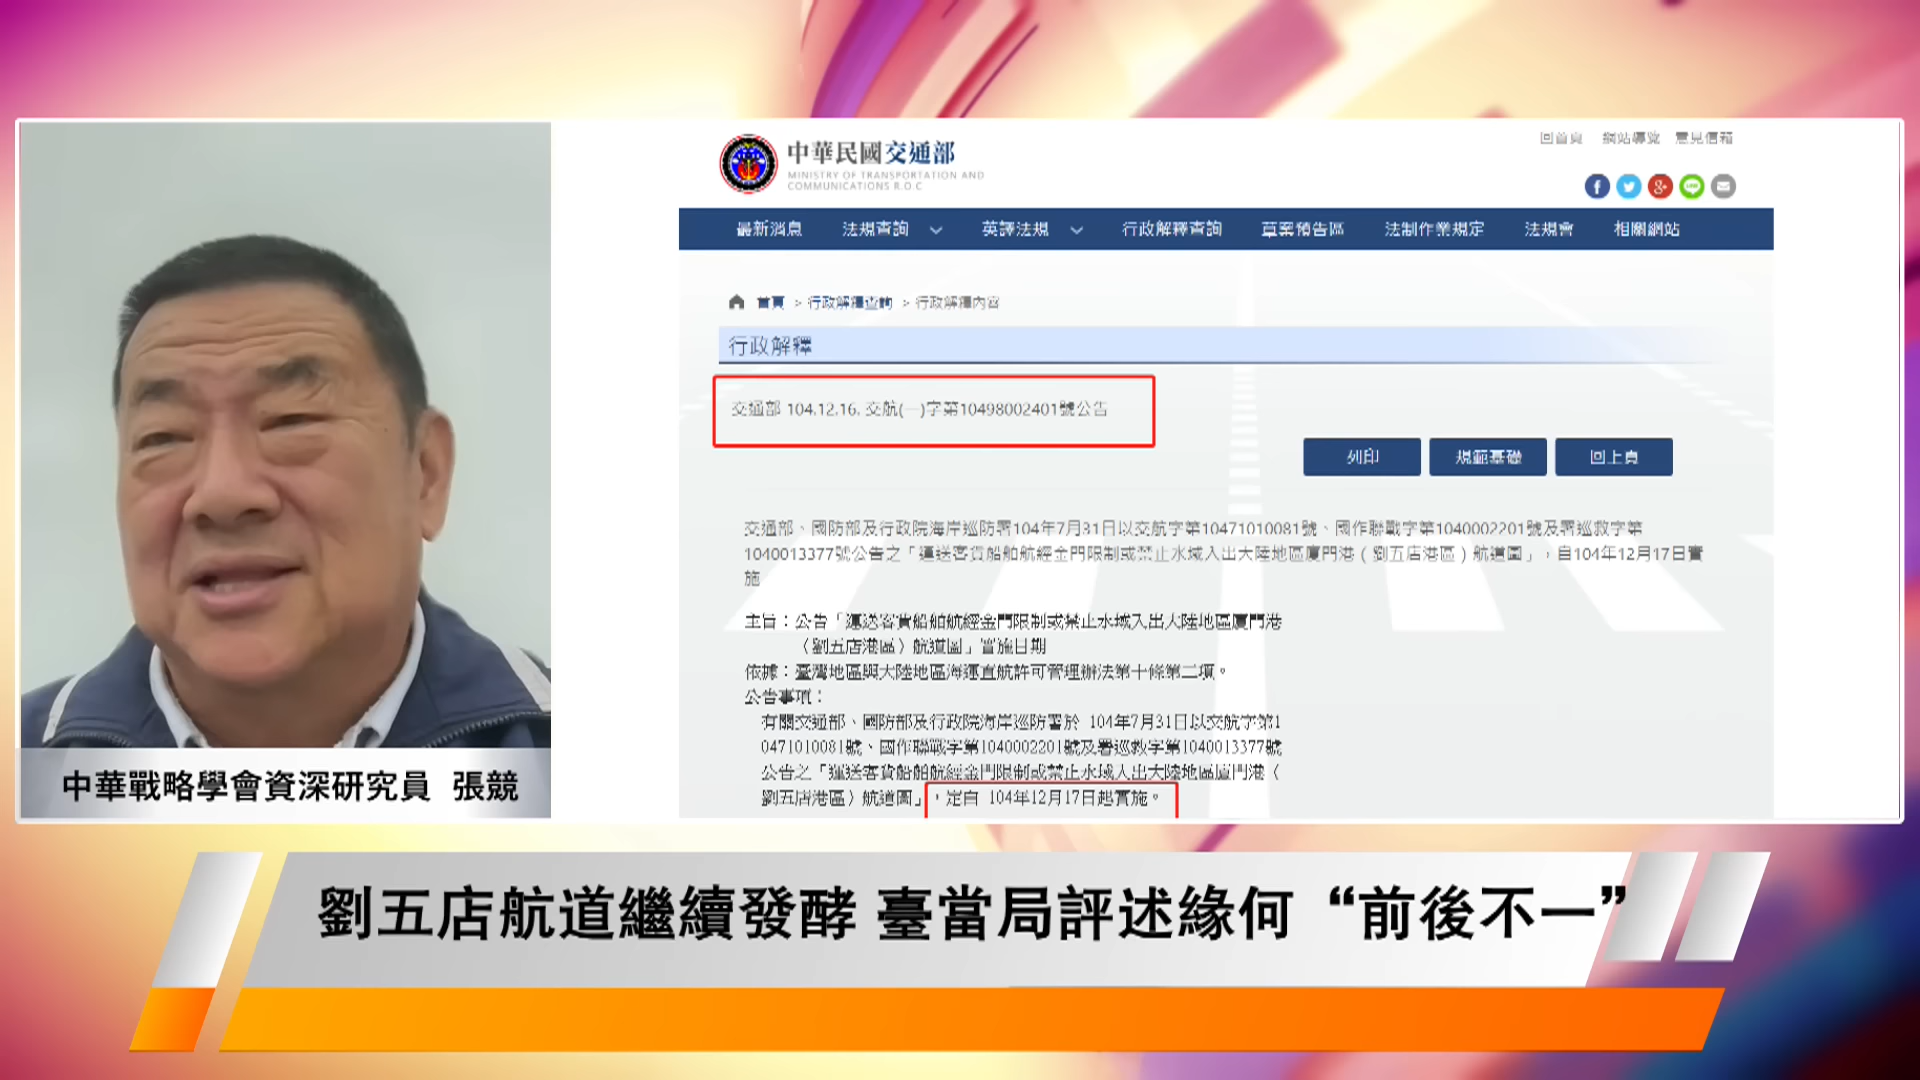 中華民國交通部
MINISTRY OF TRANSPORTATION AND
COMMUNICATIONS R.O.C
回首頁 網站導覽 意見信箱
最新消息 法規查詢 英譯法規 行政解釋查詢 草案預告區 法制作業規定 法規會 相關網站
首頁 > 行政解釋查詢 > 行政解釋內容
行政解釋
交通部 104.12.16. 交航(一)字第10498002401號公告
列印 規範基礎 回上頁
交通部、國防部及行政院海岸巡防署104年7月31日以交航字第10471010081號、國作聯戰字第1040002201號及署巡救字第
1040013377號公告之「運送客貨船舶航經金門限制或禁止水域入出大陸地區廈門港（劉五店港區）航道圖」，自104年12月17日實
施
主旨：公告「運送客貨船舶航經金門限制或禁止水域入出大陸地區廈門港
（劉五店港區）航道圖」實施日期
依據：臺灣地區與大陸地區海運直航許可管理辦法第十條第二項。
公告事項：
有關交通部、國防部及行政院海岸巡防署於 104年7月31日以交航字第1
0471010081號、國作聯戰字第1040002201號及署巡救字第1040013377號
公告之「運送客貨船舶航經金門限制或禁止水域入出大陸地區廈門港（
劉五店港區）航道圖」，定自 104年12月17日起實施。
中華戰略學會資深研究員 張競
劉五店航道繼續發酵 臺當局評述緣何“前後不一”